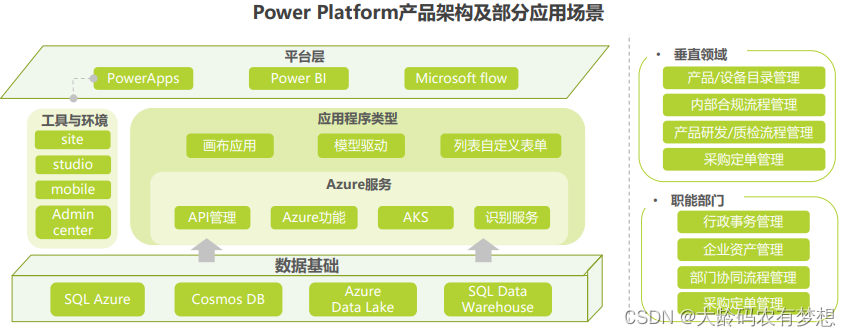 Power Platform产品架构及部分应用场景
平台层
PowerApps
Power BI
Microsoft flow
工具与环境
site
studio
mobile
Admin
center
应用程序类型
画布应用
模型驱动
列表自定义表单
Azure服务
API管理
Azure功能
AKS
识别服务
数据基础
SQL Azure
Cosmos DB
Azure
Data Lake
SQL Data
Warehouse
• 垂直领域
产品/设备目录管理
内部合规流程管理
产品研发/质检流程管理
采购定单管理
• 职能部门
行政事务管理
企业资产管理
部门协同流程管理
采购定单管理
CSDN @大龄码农有梦想